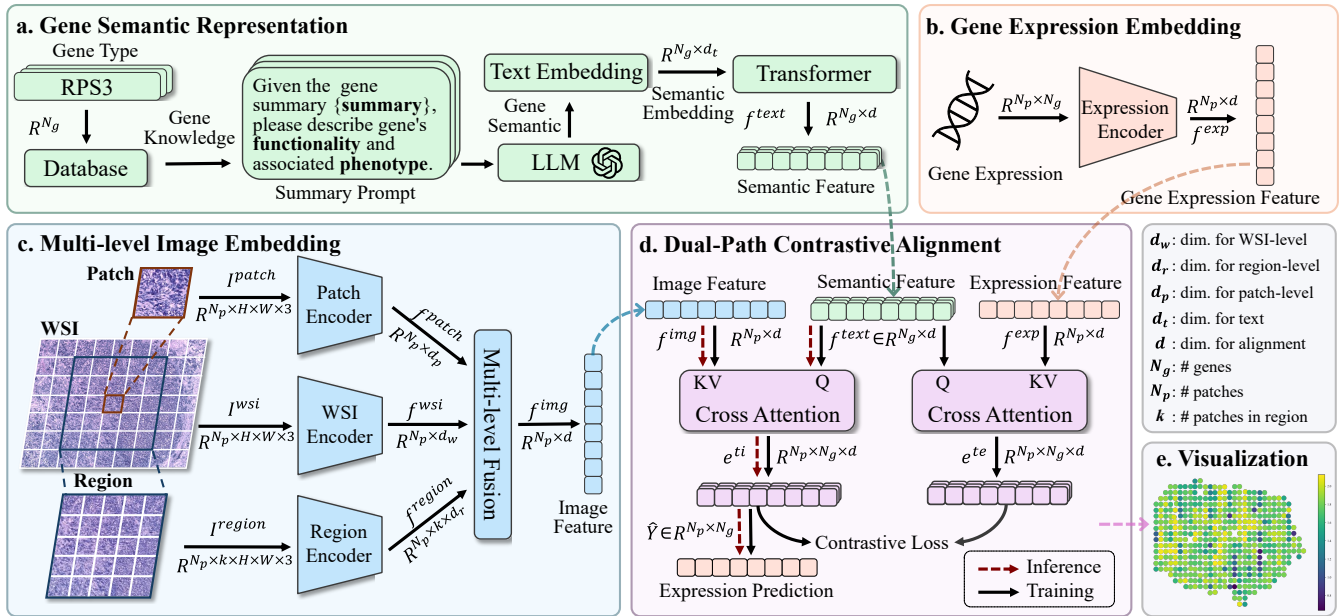 a. Gene Semantic Representation
Gene Type
RPS3
R^{N_g}
Database
Gene
Knowledge
Given the gene
summary {summary},
please describe gene's
functionality and
associated phenotype.
Summary Prompt
Text Embedding
Gene
Semantic
LLM
R^{N_g×d_t}
Semantic
Embedding
Transformer
f^{text}
R^{N_g×d}
Semantic Feature
b. Gene Expression Embedding
Gene Expression
R^{N_p×N_g}
Expression
Encoder
R^{N_p×d}
f^{exp}
Gene Expression Feature
c. Multi-level Image Embedding
Patch
I^{patch}
R^{N_p×H×W×3}
Patch
Encoder
f^{patch}
R^{N_p×d_p}
WSI
I^{wsi}
R^{N_p×H×W×3}
WSI
Encoder
f^{wsi}
R^{N_p×d_w}
Region
I^{region}
R^{N_p×k×H×W×3}
Region
Encoder
f^{region}
R^{N_p×k×d_r}
Multi-level Fusion
f^{img}
R^{N_p×d}
Image
Feature
d. Dual-Path Contrastive Alignment
Image Feature
Semantic Feature
Expression Feature
f^{img}
R^{N_p×d}
f^{text}∈R^{N_g×d}
f^{exp}
R^{N_p×d}
KV
Q
Cross Attention
Q
KV
Cross Attention
e^{ti}
R^{N_p×N_g×d}
e^{te}
R^{N_p×N_g×d}
Ŷ∈R^{N_p×N_g}
Contrastive Loss
Expression Prediction
Inference
Training
d_w: dim. for WSI-level
d_r: dim. for region-level
d_p: dim. for patch-level
d_t: dim. for text
d: dim. for alignment
N_g: # genes
N_p: # patches
k : # patches in region
e. Visualization